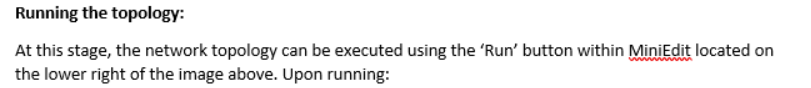 Running the topology:
At this stage, the network topology can be executed using the ‘Run’ button within MiniEdit located on
the lower right of the image above. Upon running: